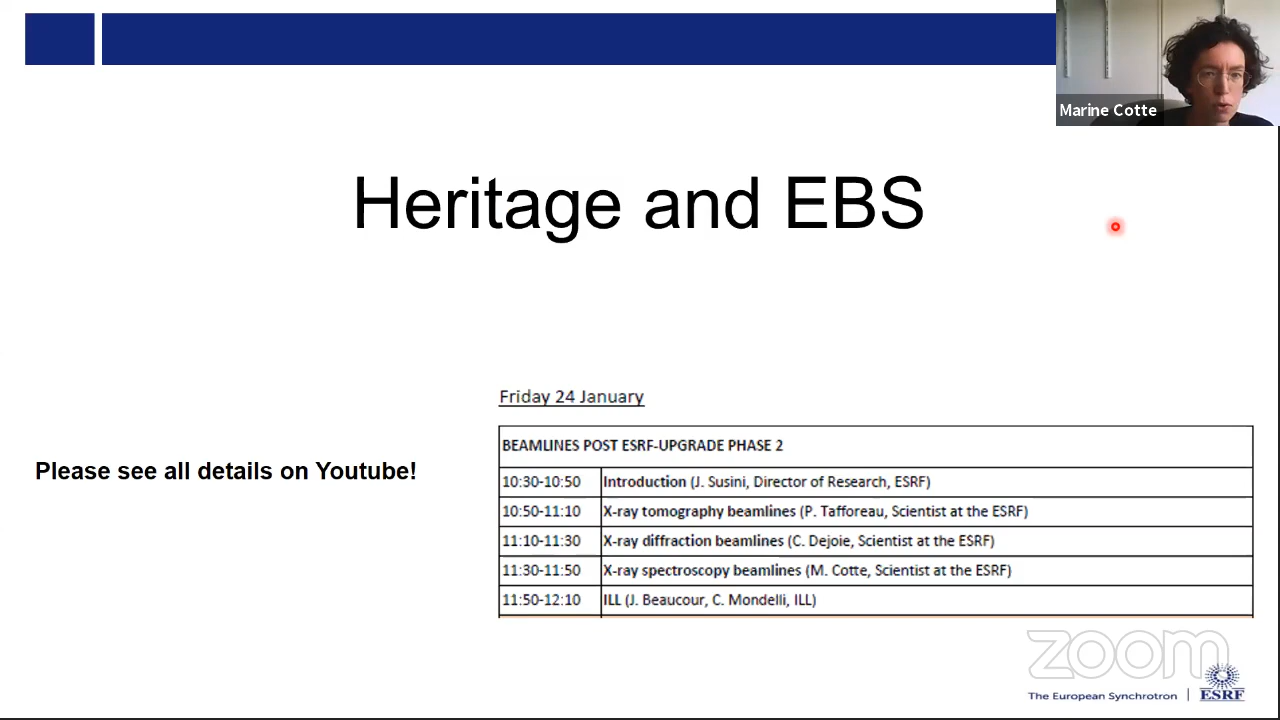 Marine Cotte
Heritage and EBS
Friday 24 January
BEAMLINES POST ESRF-UPGRADE PHASE 2
Please see all details on Youtube!
10:30-10:50 Introduction (J. Susini, Director of Research, ESRF)
10:50-11:10 X-ray tomography beamlines (P. Tafforeau, Scientist at the ESRF)
11:10-11:30 X-ray diffraction beamlines (C. Dejoie, Scientist at the ESRF)
11:30-11:50 X-ray spectroscopy beamlines (M. Cotte, Scientist at the ESRF)
11:50-12:10 ILL (J. Beaucour, C. Mondelli, ILL)
zoom
The European Synchrotron | ESRF